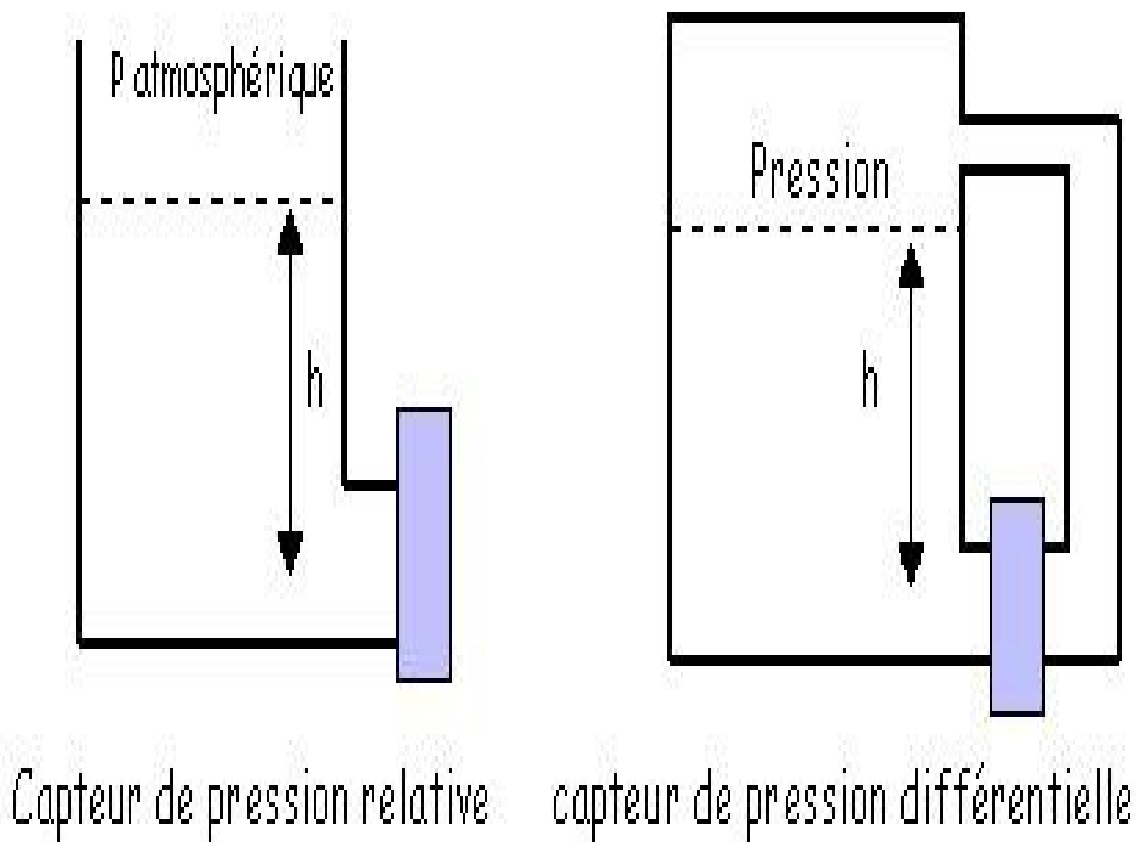 P atmosphérique
h
Capteur de pression relative
Pression
h
capteur de pression différentielle